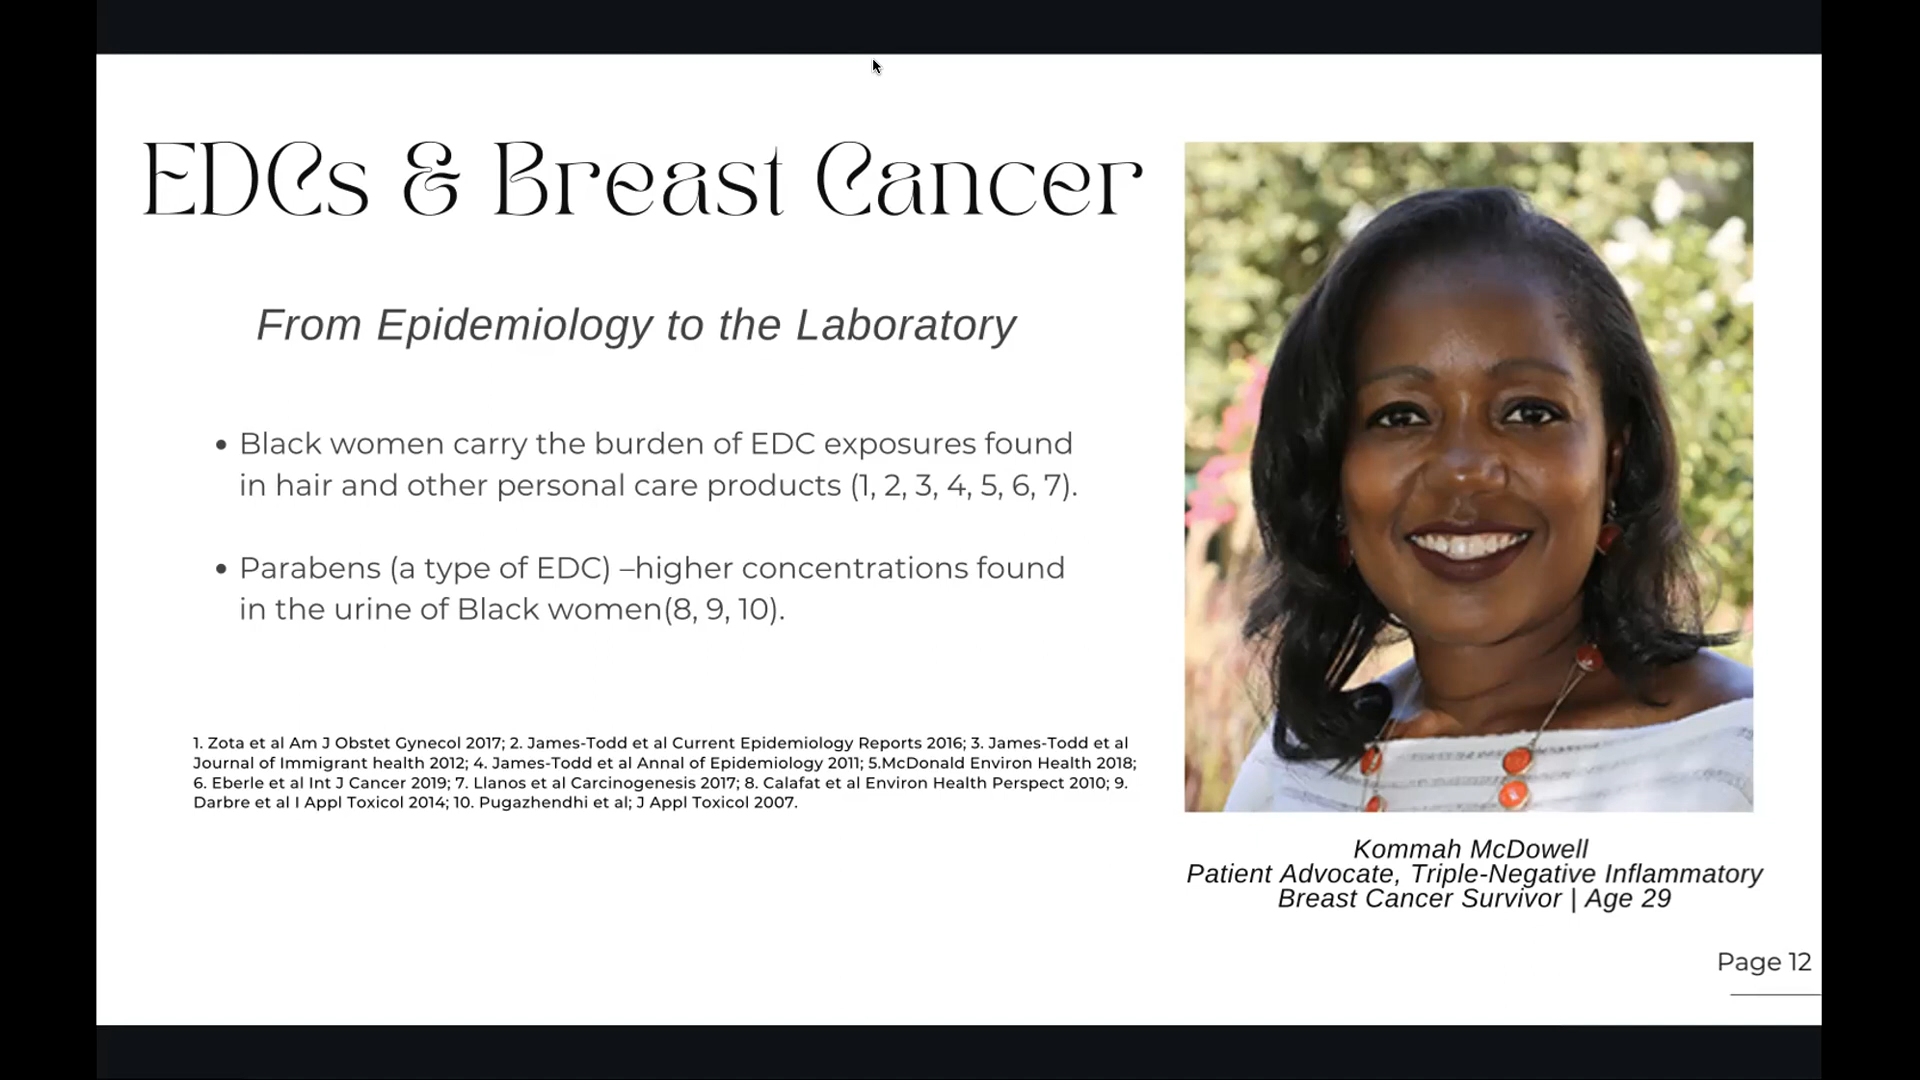 EDCs & Breast Cancer
From Epidemiology to the Laboratory
• Black women carry the burden of EDC exposures found
in hair and other personal care products (1, 2, 3, 4, 5, 6, 7).
• Parabens (a type of EDC) –higher concentrations found
in the urine of Black women(8, 9, 10).
1. Zota et al Am J Obstet Gynecol 2017; 2. James-Todd et al Current Epidemiology Reports 2016; 3. James-Todd et al
Journal of Immigrant health 2012; 4. James-Todd et al Annal of Epidemiology 2011; 5.McDonald Environ Health 2018;
6. Eberle et al Int J Cancer 2019; 7. Llanos et al Carcinogenesis 2017; 8. Calafat et al Environ Health Perspect 2010; 9.
Darbre et al I Appl Toxicol 2014; 10. Pugazhendhi et al; J Appl Toxicol 2007.
Kommah McDowell
Patient Advocate, Triple-Negative Inflammatory
Breast Cancer Survivor | Age 29
Page 12